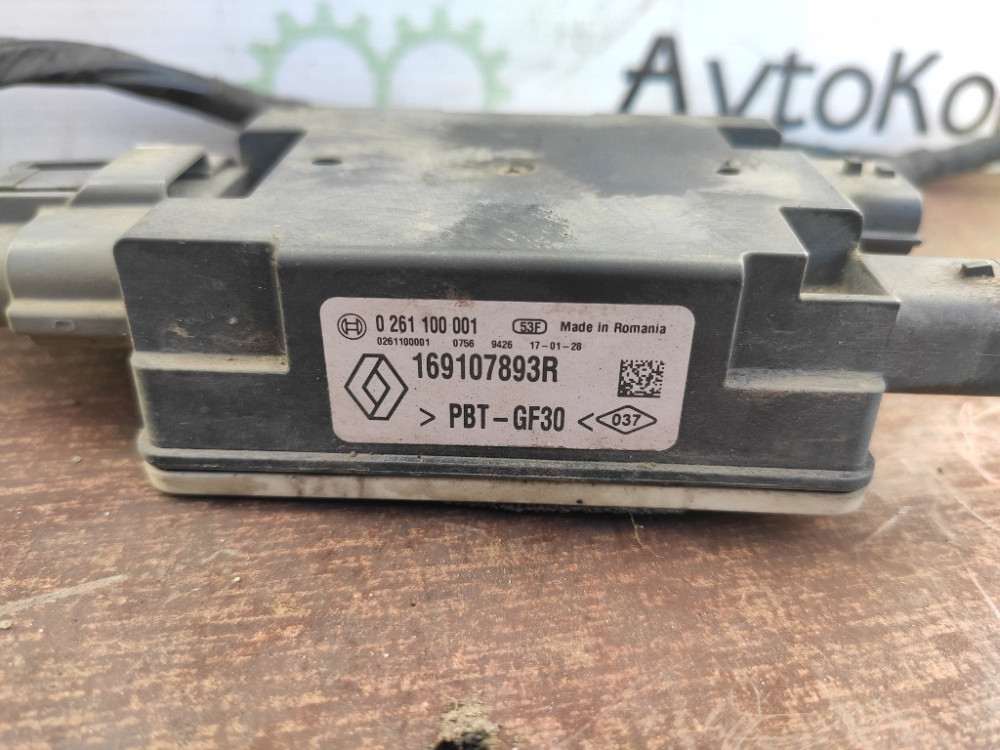 AvtoKo
0 261 100 001 53F Made in Romania
0261100001 0756 9426 17-01-28
169107893R
> PBT-GF30 < 037